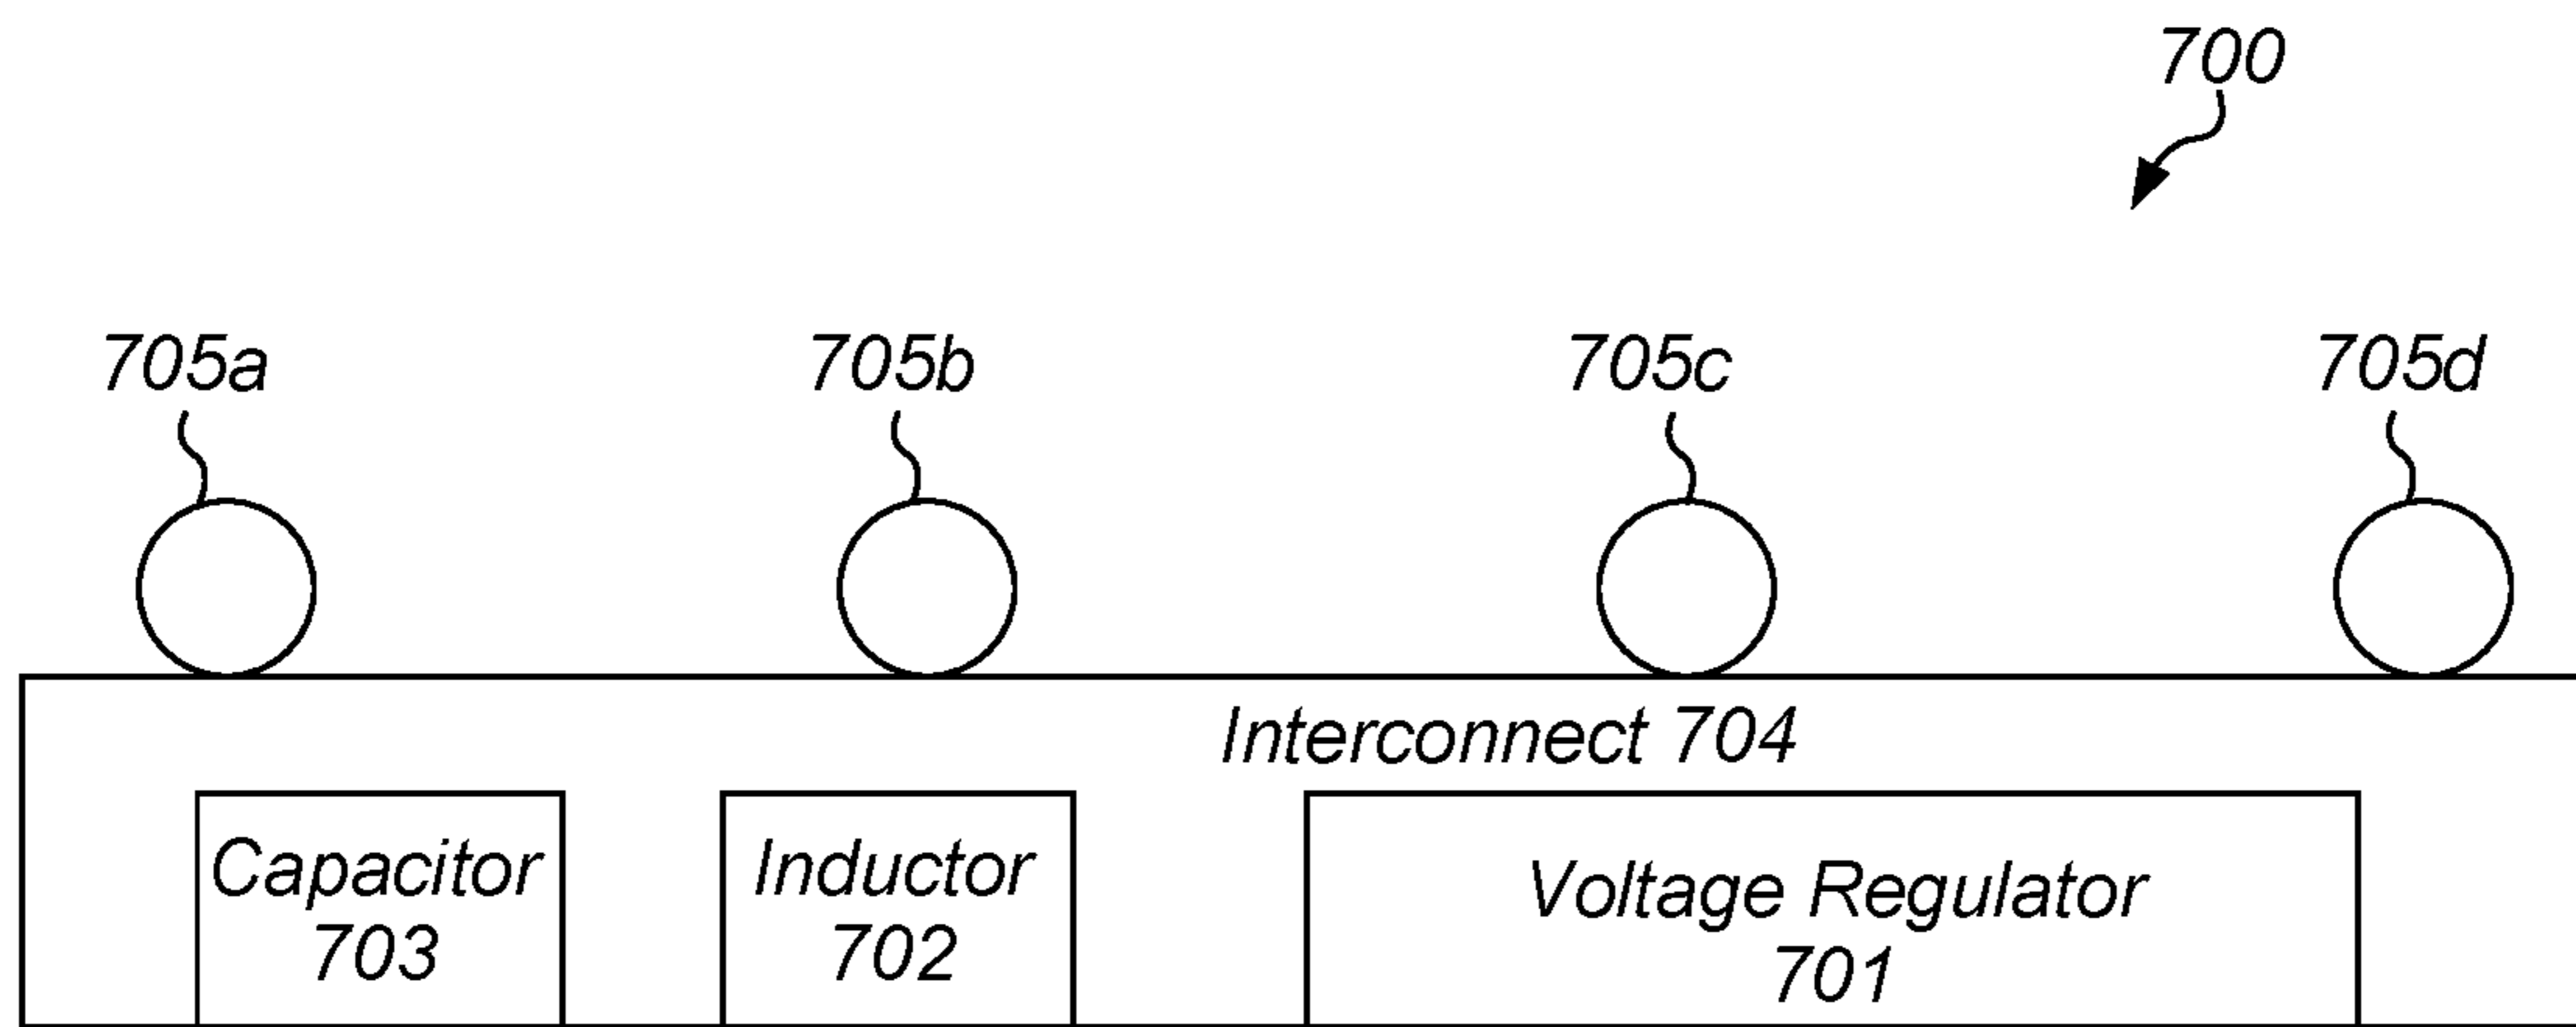 700
705a 705b 705c 705d
Interconnect 704
Capacitor
703
Inductor
702
Voltage Regulator
701